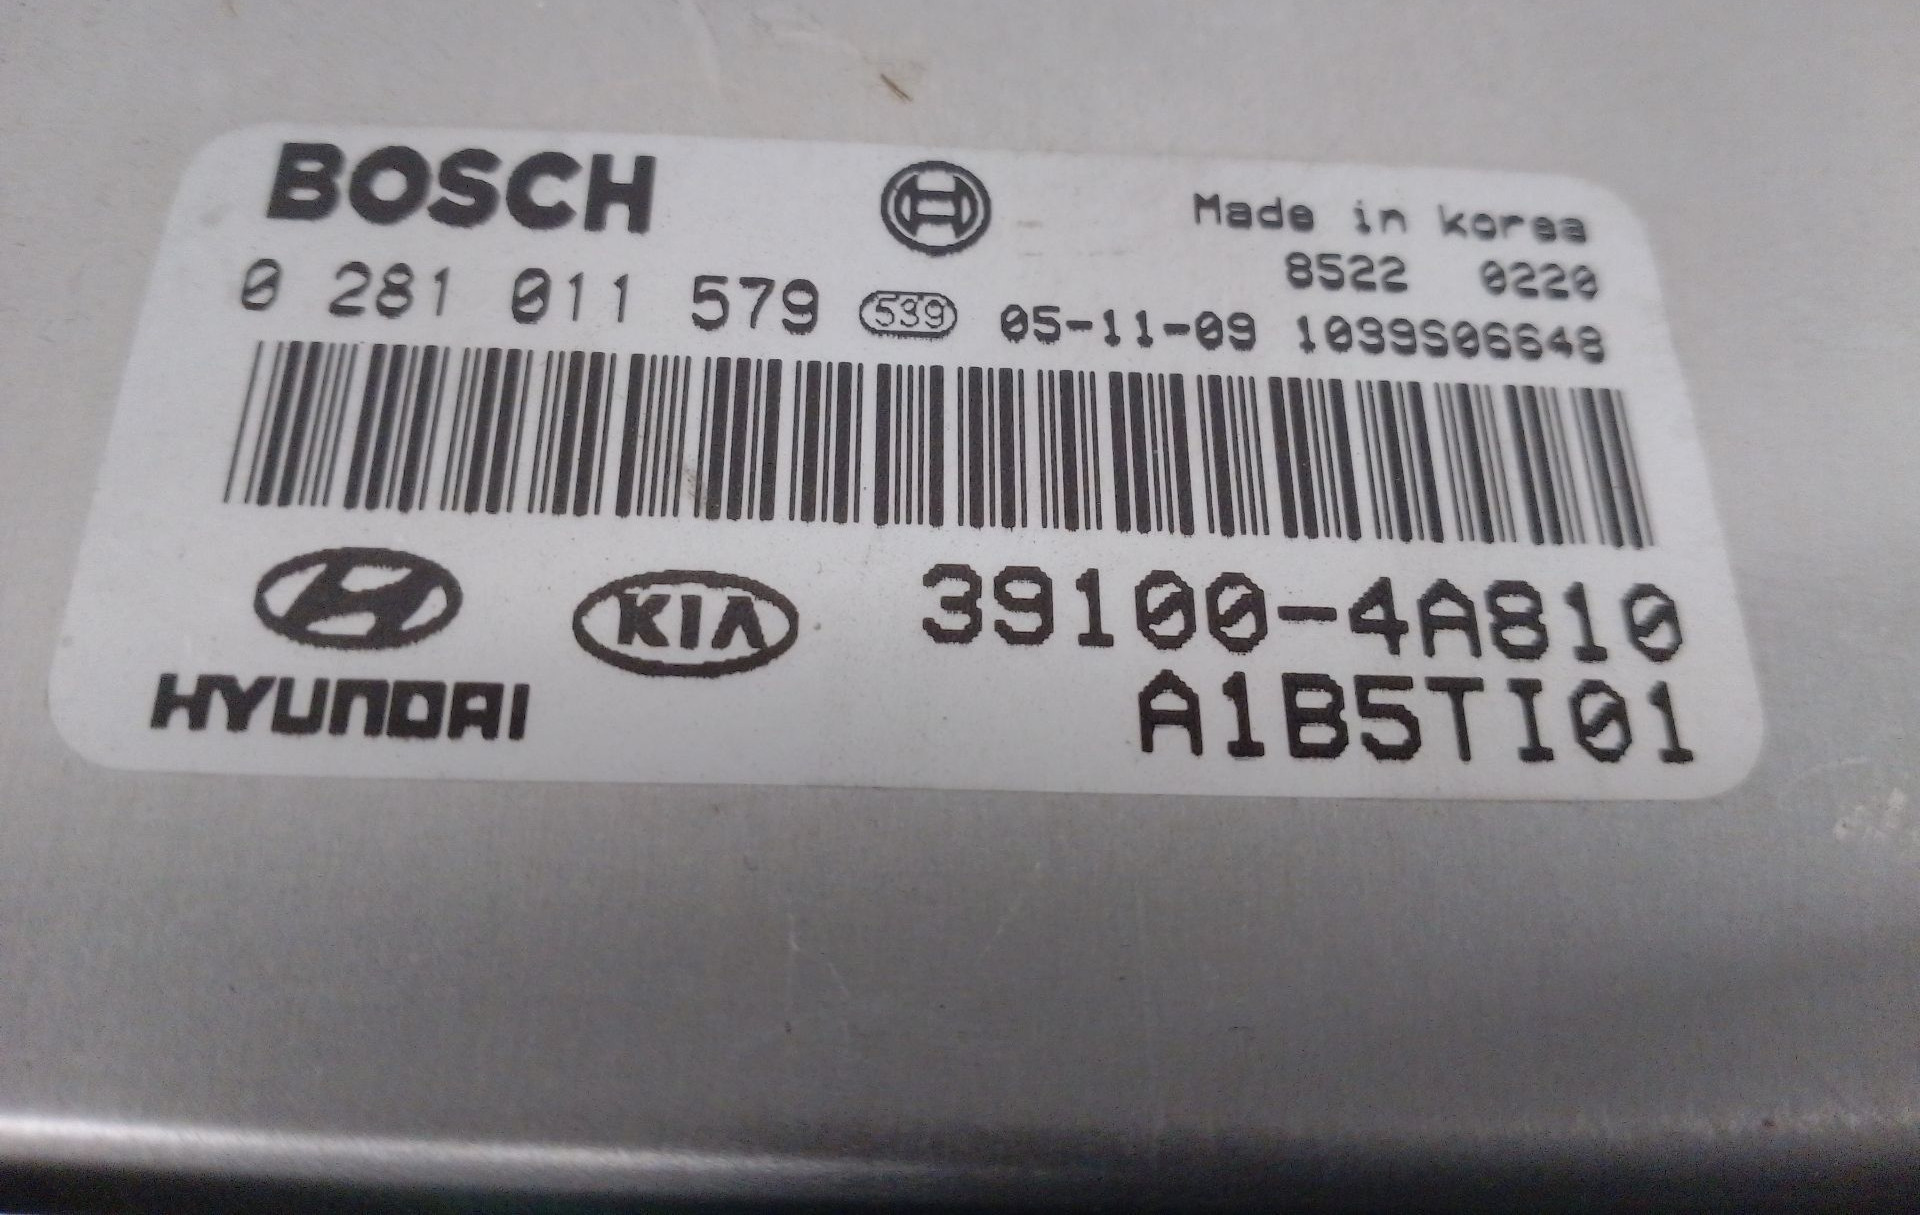 BOSCH
Made in korea
8522 0220
0 281 011 579 539 05-11-09 1039S06648
KIA 39100-4A810
HYUNDAI A1B5TI01